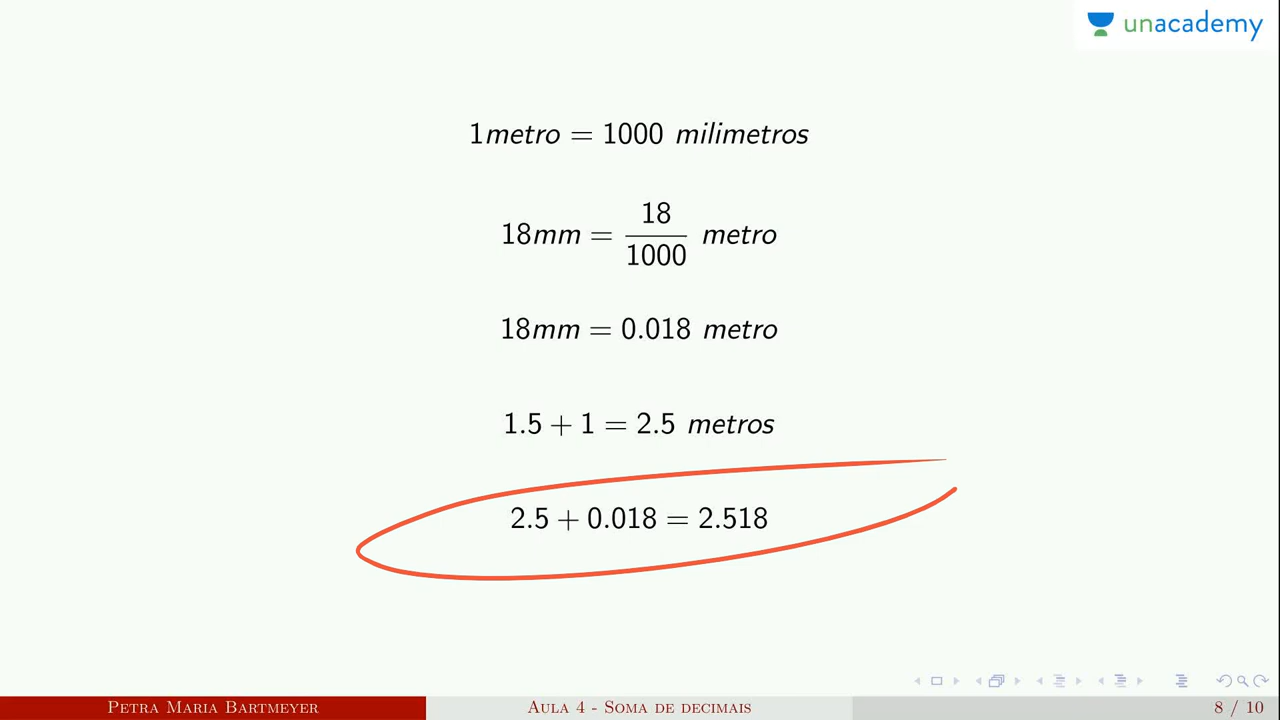 unacademy
1metro = 1000 milimetros
18mm = 18/1000 metro
18mm = 0.018 metro
1.5 + 1 = 2.5 metros
2.5 + 0.018 = 2.518
Petra Maria Bartmeyer Aula 4 - Soma de decimais 8 / 10